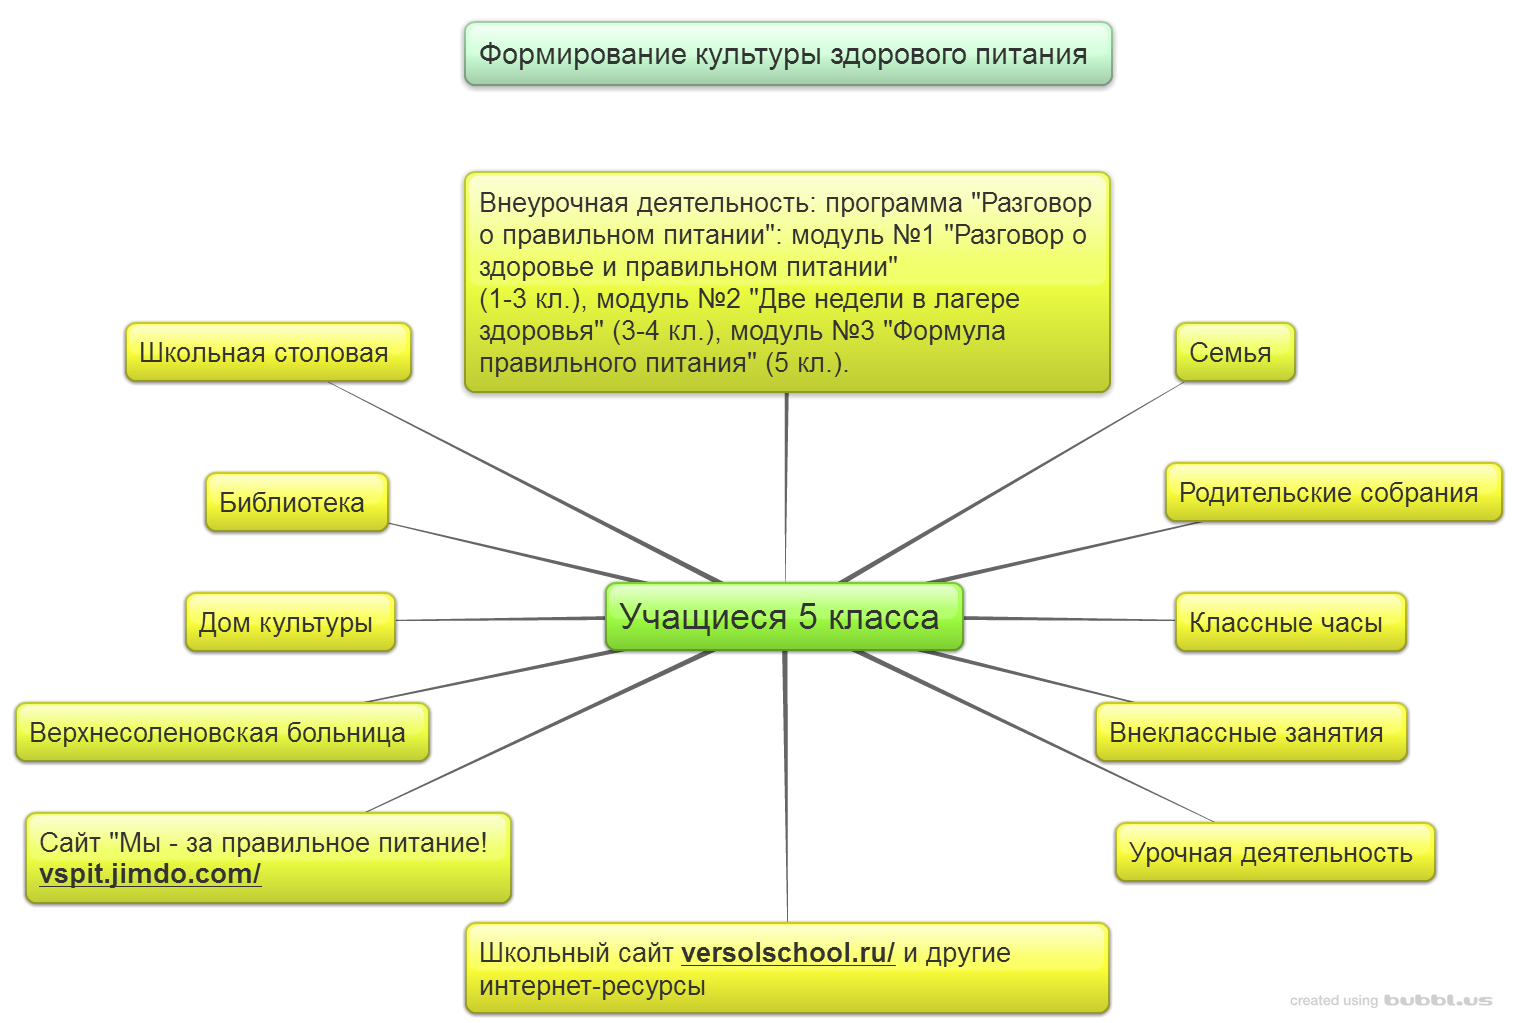 Формирование культуры здорового питания
Внеурочная деятельность: программа "Разговор
о правильном питании": модуль №1 "Разговор о
здоровье и правильном питании"
(1-3 кл.), модуль №2 "Две недели в лагере
здоровья" (3-4 кл.), модуль №3 "Формула
правильного питания" (5 кл.).
Школьная столовая
Семья
Библиотека
Родительские собрания
Дом культуры
Учащиеся 5 класса
Классные часы
Верхнесоленовская больница
Внеклассные занятия
Сайт "Мы - за правильное питание!
vspit.jimdo.com/
Урочная деятельность
Школьный сайт versolschool.ru/ и другие
интернет-ресурсы
created using bubbl.us